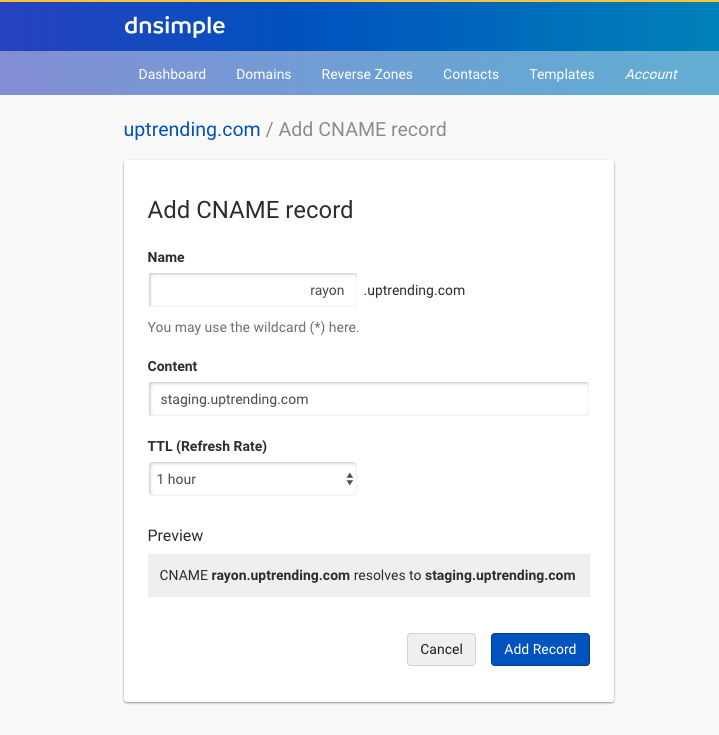 dnsimple
Dashboard Domains Reverse Zones Contacts Templates Account
uptrending.com / Add CNAME record
Add CNAME record
Name
rayon .uptrending.com
You may use the wildcard (*) here.
Content
staging.uptrending.com
TTL (Refresh Rate)
1 hour
Preview
CNAME rayon.uptrending.com resolves to staging.uptrending.com
Cancel Add Record